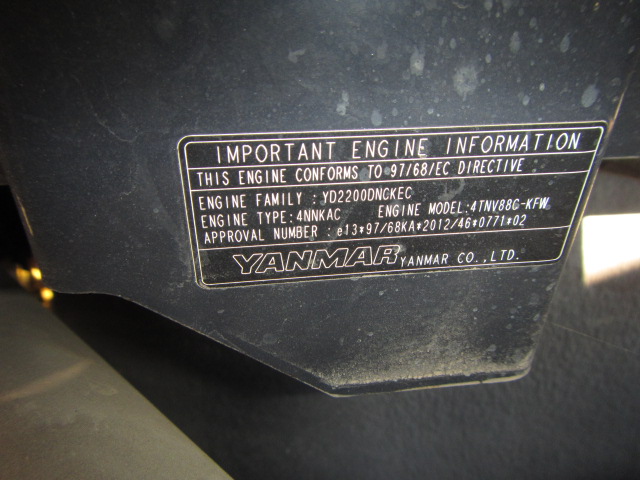 IMPORTANT ENGINE INFORMATION
THIS ENGINE CONFORMS TO 97/68/EC DIRECTIVE
ENGINE FAMILY : YD2200DNCKEC
ENGINE TYPE:4NNKAC ENGINE MODEL:4TNV88C-KFW
APPROVAL NUMBER : e13*97/68KA*2012/46*0771*02
YANMAR YANMAR CO.,LTD.